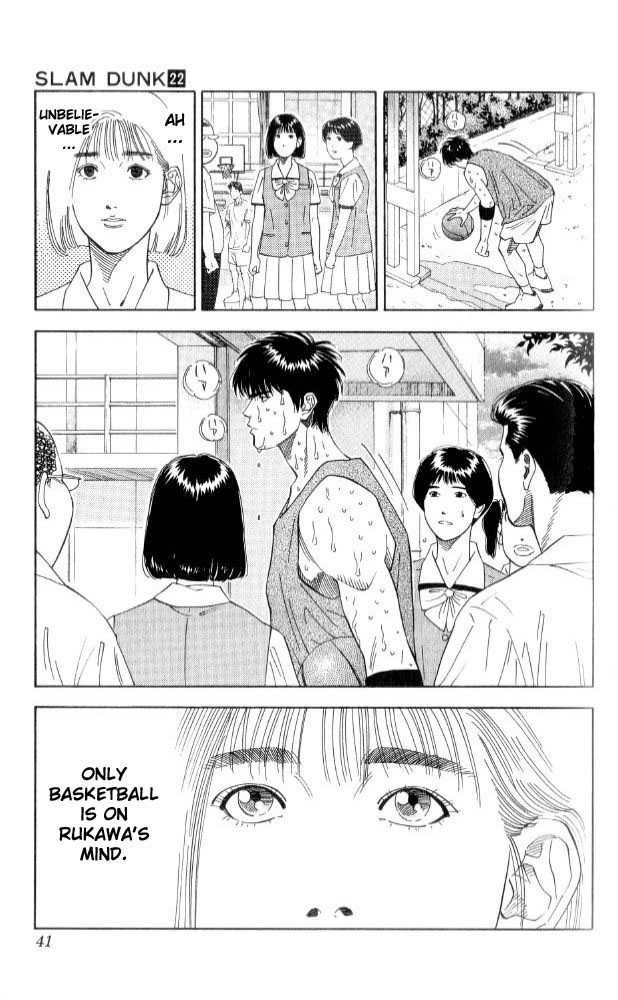 SLAM DUNK 22
AH
...
UNBELIE-
VABLE
...
ONLY
BASKETBALL
IS ON
RUKAWA'S
MIND.
41